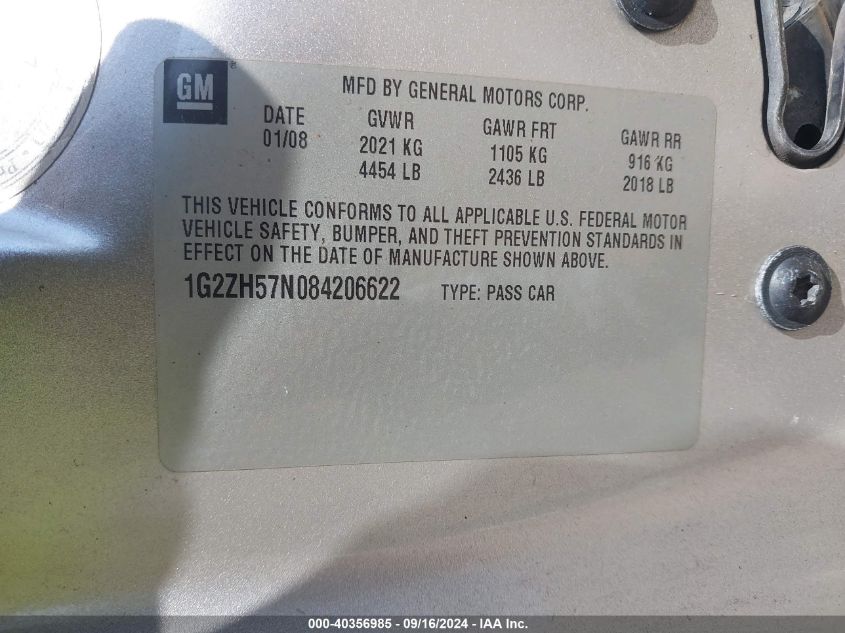 GM
MFD BY GENERAL MOTORS CORP.
DATE GVWR GAWR FRT GAWR RR
01/08 2021 KG 1105 KG 916 KG
4454 LB 2436 LB 2018 LB
THIS VEHICLE CONFORMS TO ALL APPLICABLE U.S. FEDERAL MOTOR
VEHICLE SAFETY, BUMPER, AND THEFT PREVENTION STANDARDS IN
EFFECT ON THE DATE OF MANUFACTURE SHOWN ABOVE.
1G2ZH57N084206622 TYPE: PASS CAR
000-40356985 - 09/16/2024 - IAA Inc.